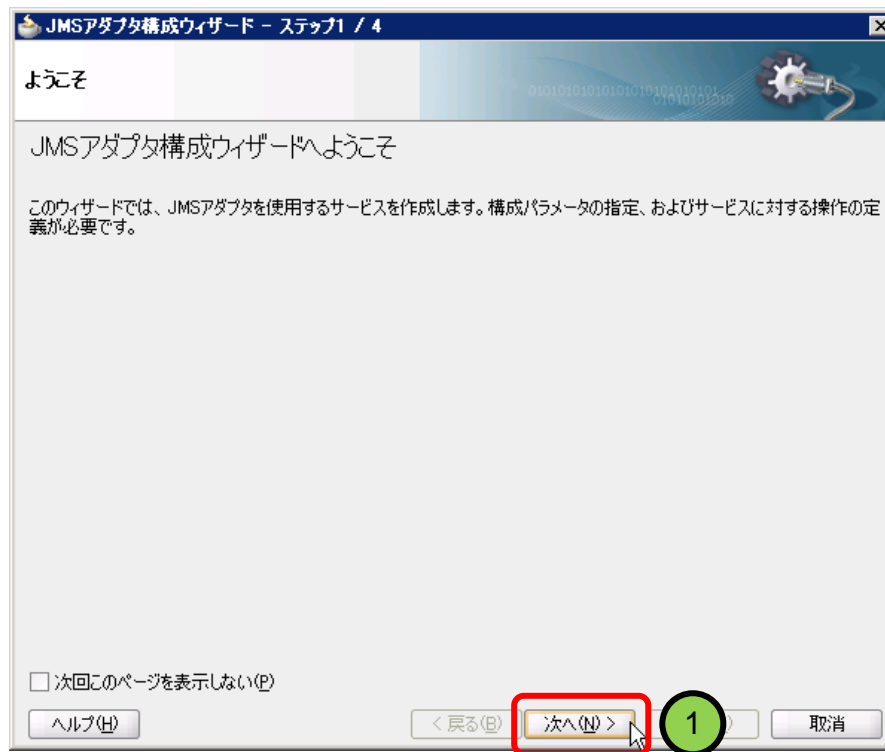 JMSアダプタ構成ウィザード - ステップ1 / 4
ようこそ
JMSアダプタ構成ウィザードへようこそ
このウィザードでは、JMSアダプタを使用するサービスを作成します。構成パラメータの指定、およびサービスに対する操作の定
義が必要です。
次回このページを表示しない(P)
ヘルプ(H)
< 戻る(B)
次へ(N) >
1
取消